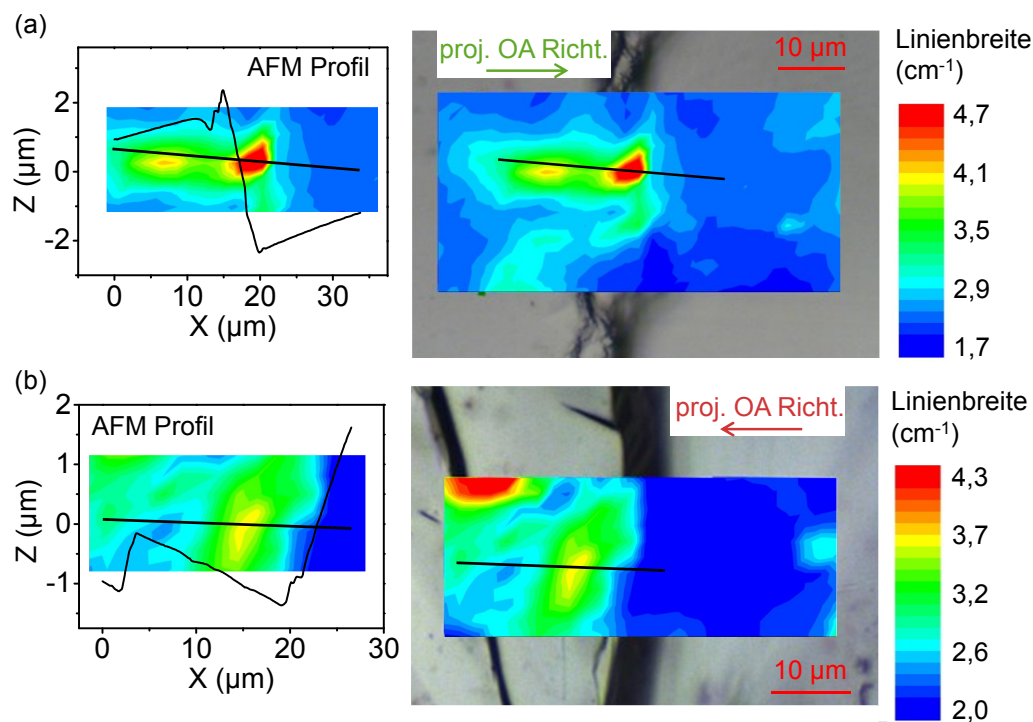 (a)
AFM Profil
2
0
-2
Z (µm)
0 10 20 30
X (µm)
proj. OA Richt.
10 µm
Linienbreite
(cm⁻¹)
4,7
4,1
3,5
2,9
1,7
(b)
AFM Profil
2
1
0
-1
Z (µm)
0 10 20 30
X (µm)
proj. OA Richt.
10 µm
Linienbreite
(cm⁻¹)
4,3
3,7
3,2
2,6
2,0